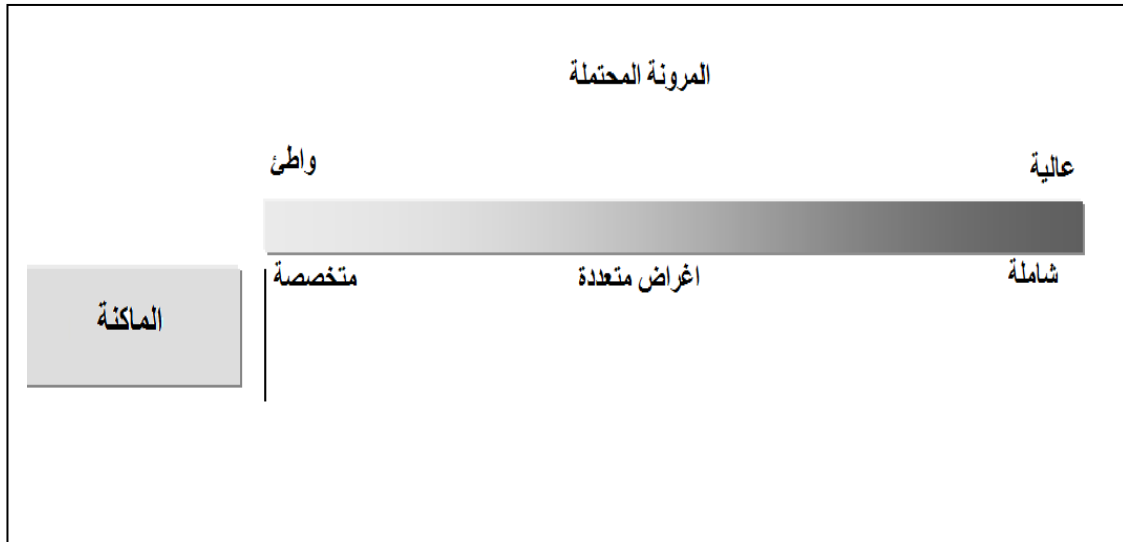 المرونة المحتملة
عالية
واطئ
شاملة
اغراض متعددة
متخصصة
الماكنة